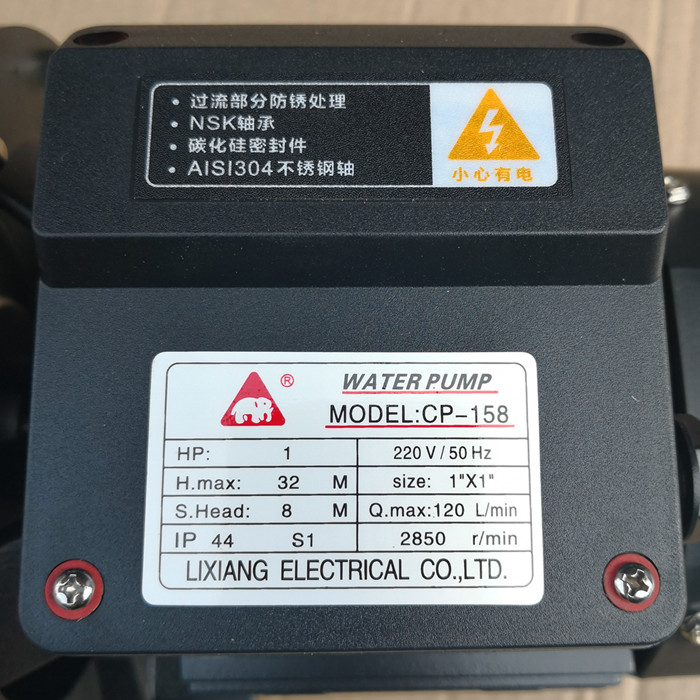 • 过流部分防锈处理
• NSK轴承
• 碳化硅密封件
• AISI304不锈钢轴
小心有电
®
WATER PUMP
MODEL:CP-158
HP: 1 220 V / 50 Hz
H.max: 32 M size: 1"X1"
S.Head: 8 M Q.max:120 L/min
IP 44 S1 2850 r/min
LIXIANG ELECTRICAL CO.,LTD.